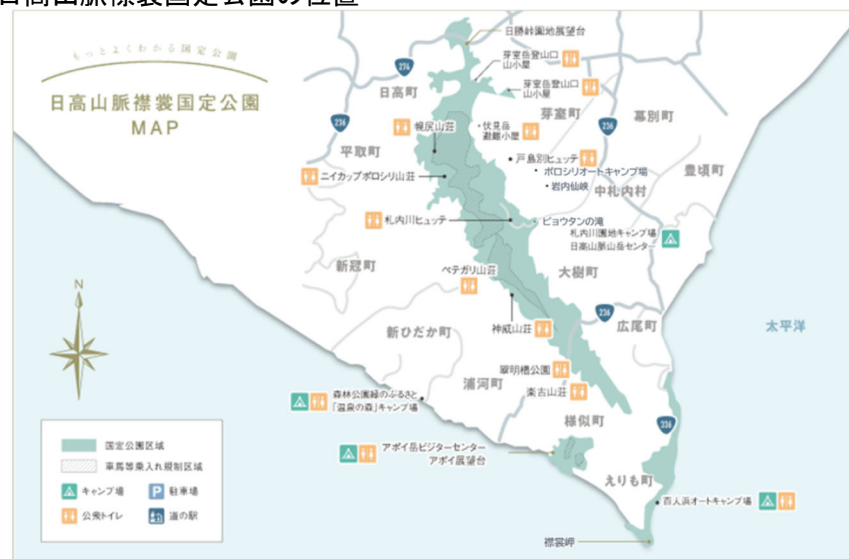 日高山脈襟裳国定公園の位置
もっとよくわかる国定公園
日高山脈襟裳国定公園
MAP
日勝峠園地展望台
芽室岳登山口
山小屋
芽室岳登山口
山小屋
日高町
芽室町
幕別町
幌尻山荘
伏見岳
避難小屋
平取町
戸蔦別ヒュッテ
ポロシリオートキャンプ場
岩内仙峡
豊頃町
中札内村
ニイカップポロシリ山荘
札内川ヒュッテ
ピョウタンの滝
札内川園地キャンプ場
日高山脈山岳センター
新冠町
ペテガリ山荘
大樹町
新ひだか町
神威山荘
広尾町
太平洋
浦河町
翠明橋公園
楽古山荘
森林公園緑のふるさと
「温泉の森」キャンプ場
様似町
アポイ岳ビジターセンター
アポイ展望台
えりも町
百人浜オートキャンプ場
襟裳岬
276
236
236
236
336
N
国定公園区域
車馬等乗入れ規制区域
キャンプ場
P 駐車場
公衆トイレ
道の駅